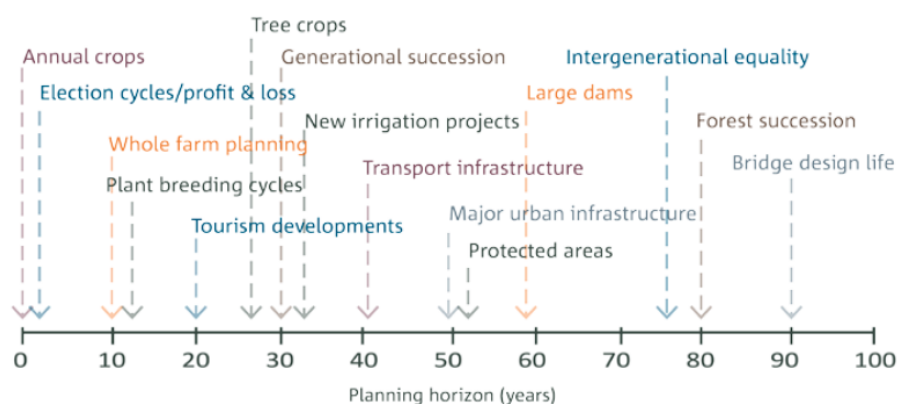 Tree crops
Annual crops
Generational succession
Intergenerational equality
Election cycles/profit & loss
Large dams
New irrigation projects
Forest succession
Whole farm planning
Bridge design life
Transport infrastructure
Plant breeding cycles
Major urban infrastructure
Tourism developments
Protected areas
0 10 20 30 40 50 60 70 80 90 100
Planning horizon (years)